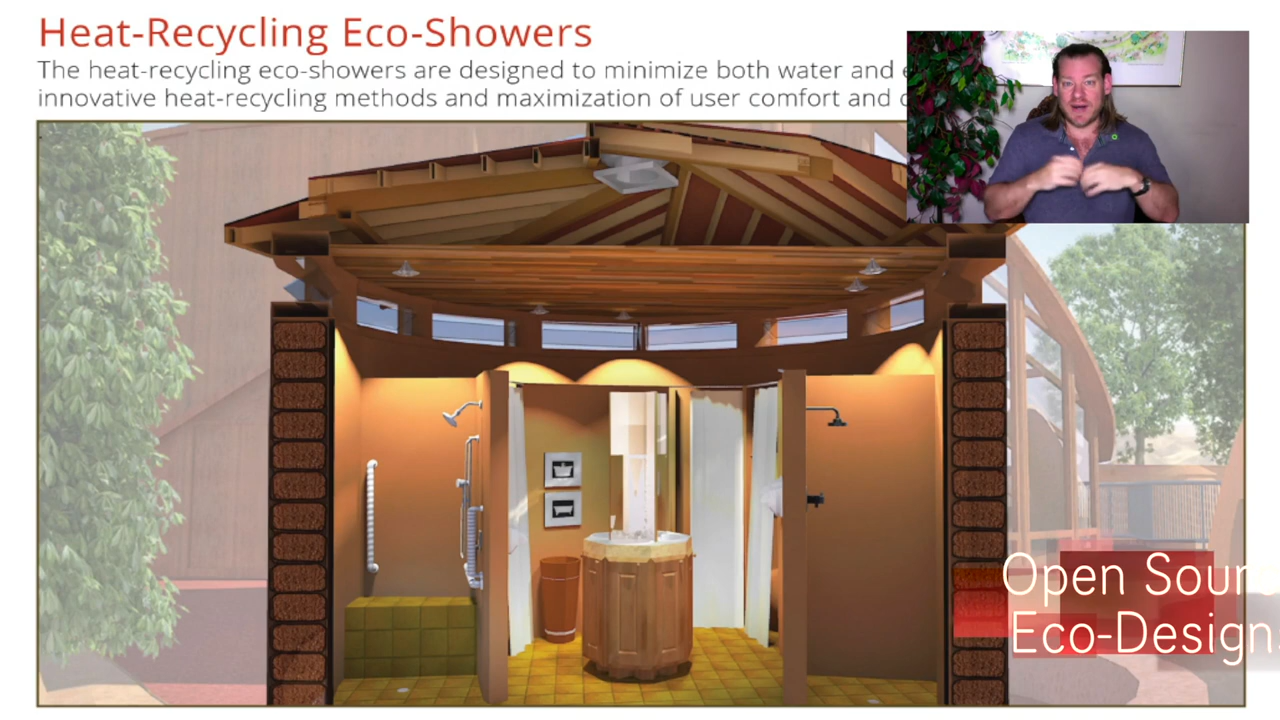 Heat-Recycling Eco-Showers
The heat-recycling eco-showers are designed to minimize both water and
innovative heat-recycling methods and maximization of user comfort and
Open Sour
Eco-Design